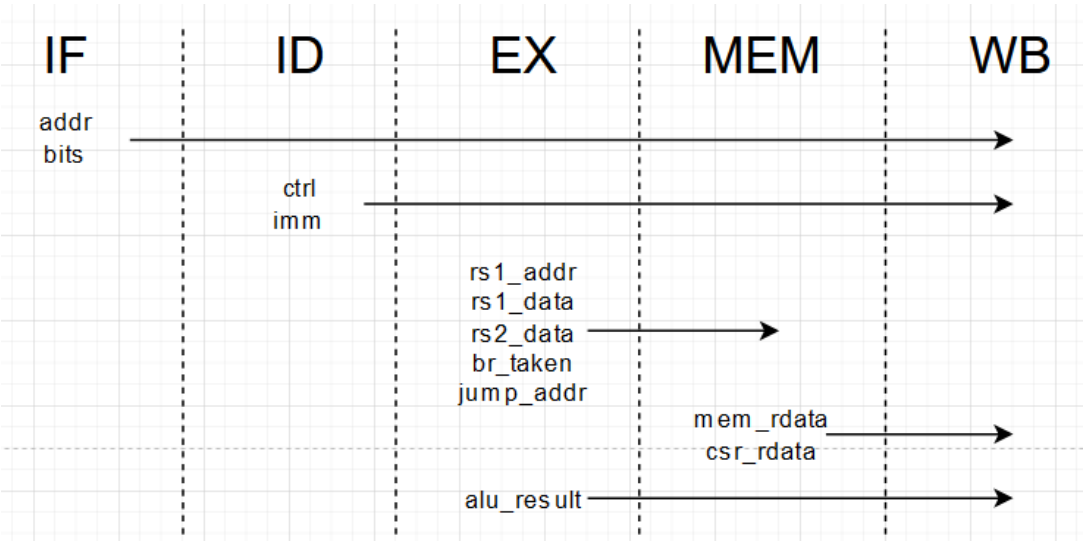 IF ID EX MEM WB
addr
bits
ctrl
imm
rs1_addr
rs1_data
rs2_data
br_taken
jump_addr
mem_rdata
csr_rdata
alu_result